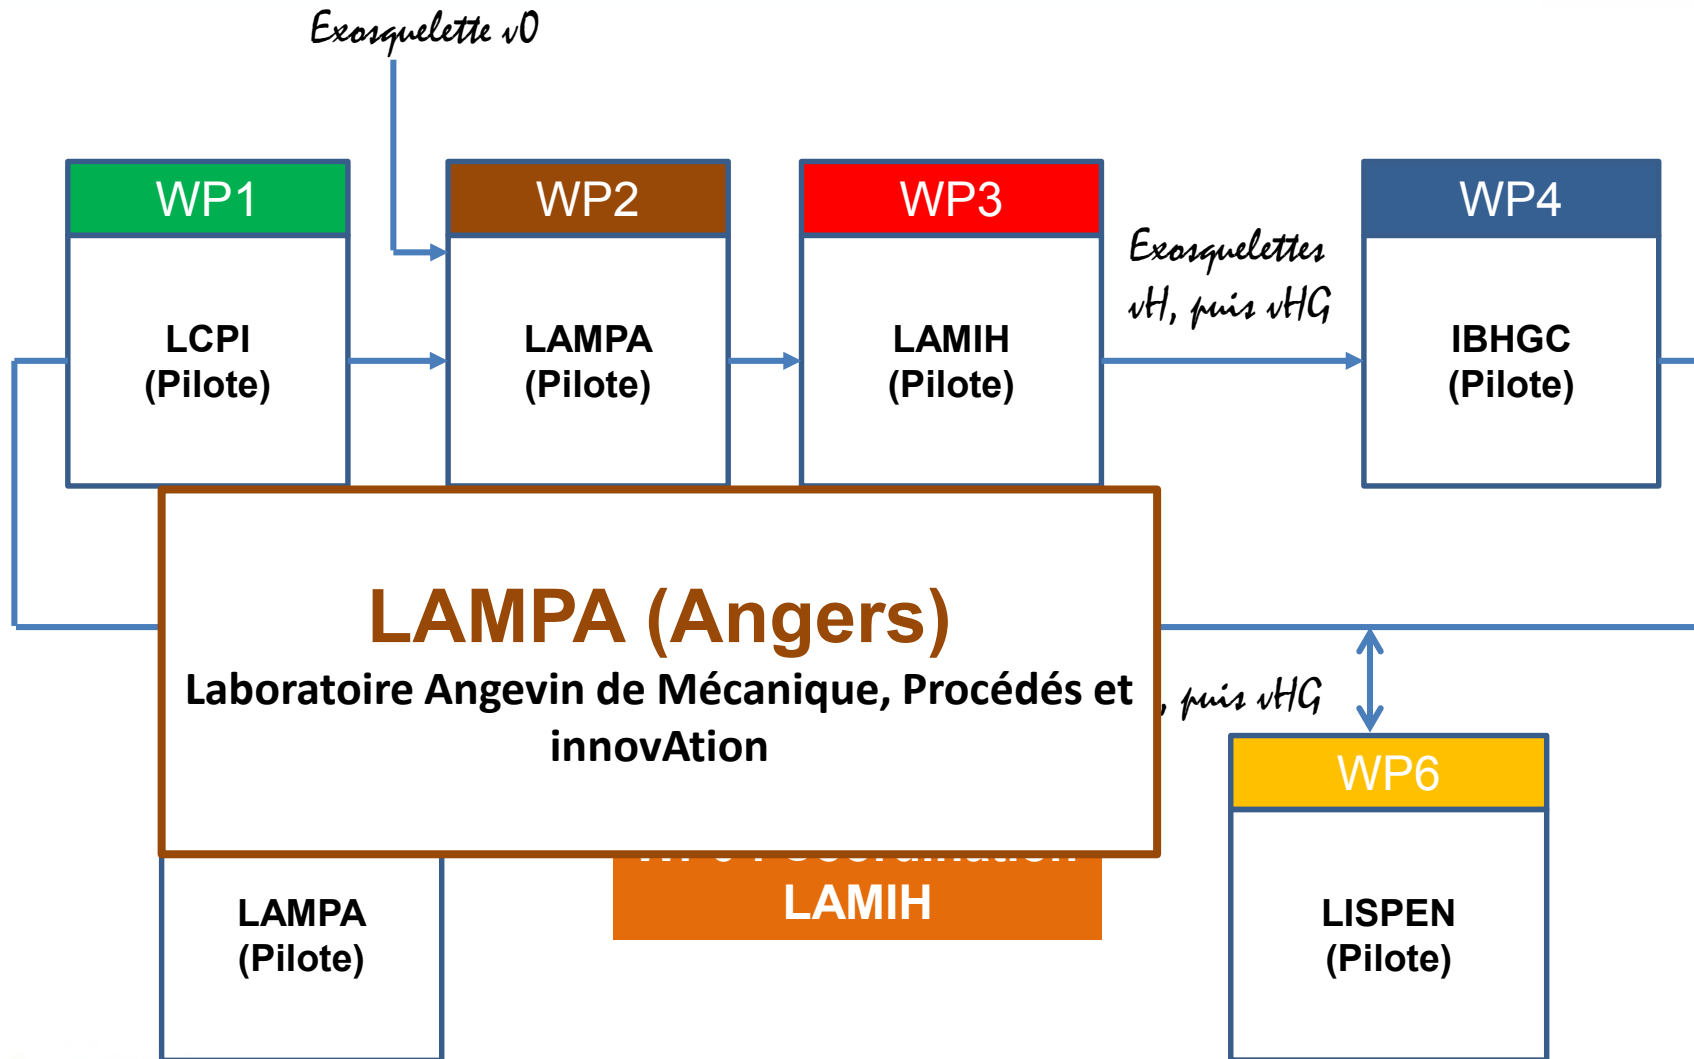 Exosquelette v0
WP1
WP2
WP3
WP4
LCPI
(Pilote)
LAMPA
(Pilote)
LAMIH
(Pilote)
Exosquelettes
vH, puis vHG
IBHGC
(Pilote)
LAMPA (Angers)
Laboratoire Angevin de Mécanique, Procédés et
innovAtion
, puis vHG
WP6
LAMIH
LAMPA
(Pilote)
LISPEN
(Pilote)